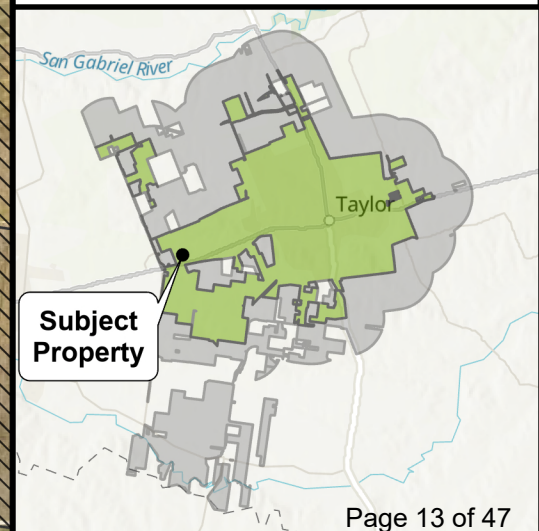 San Gabriel River
Taylor
Subject
Property
Page 13 of 47